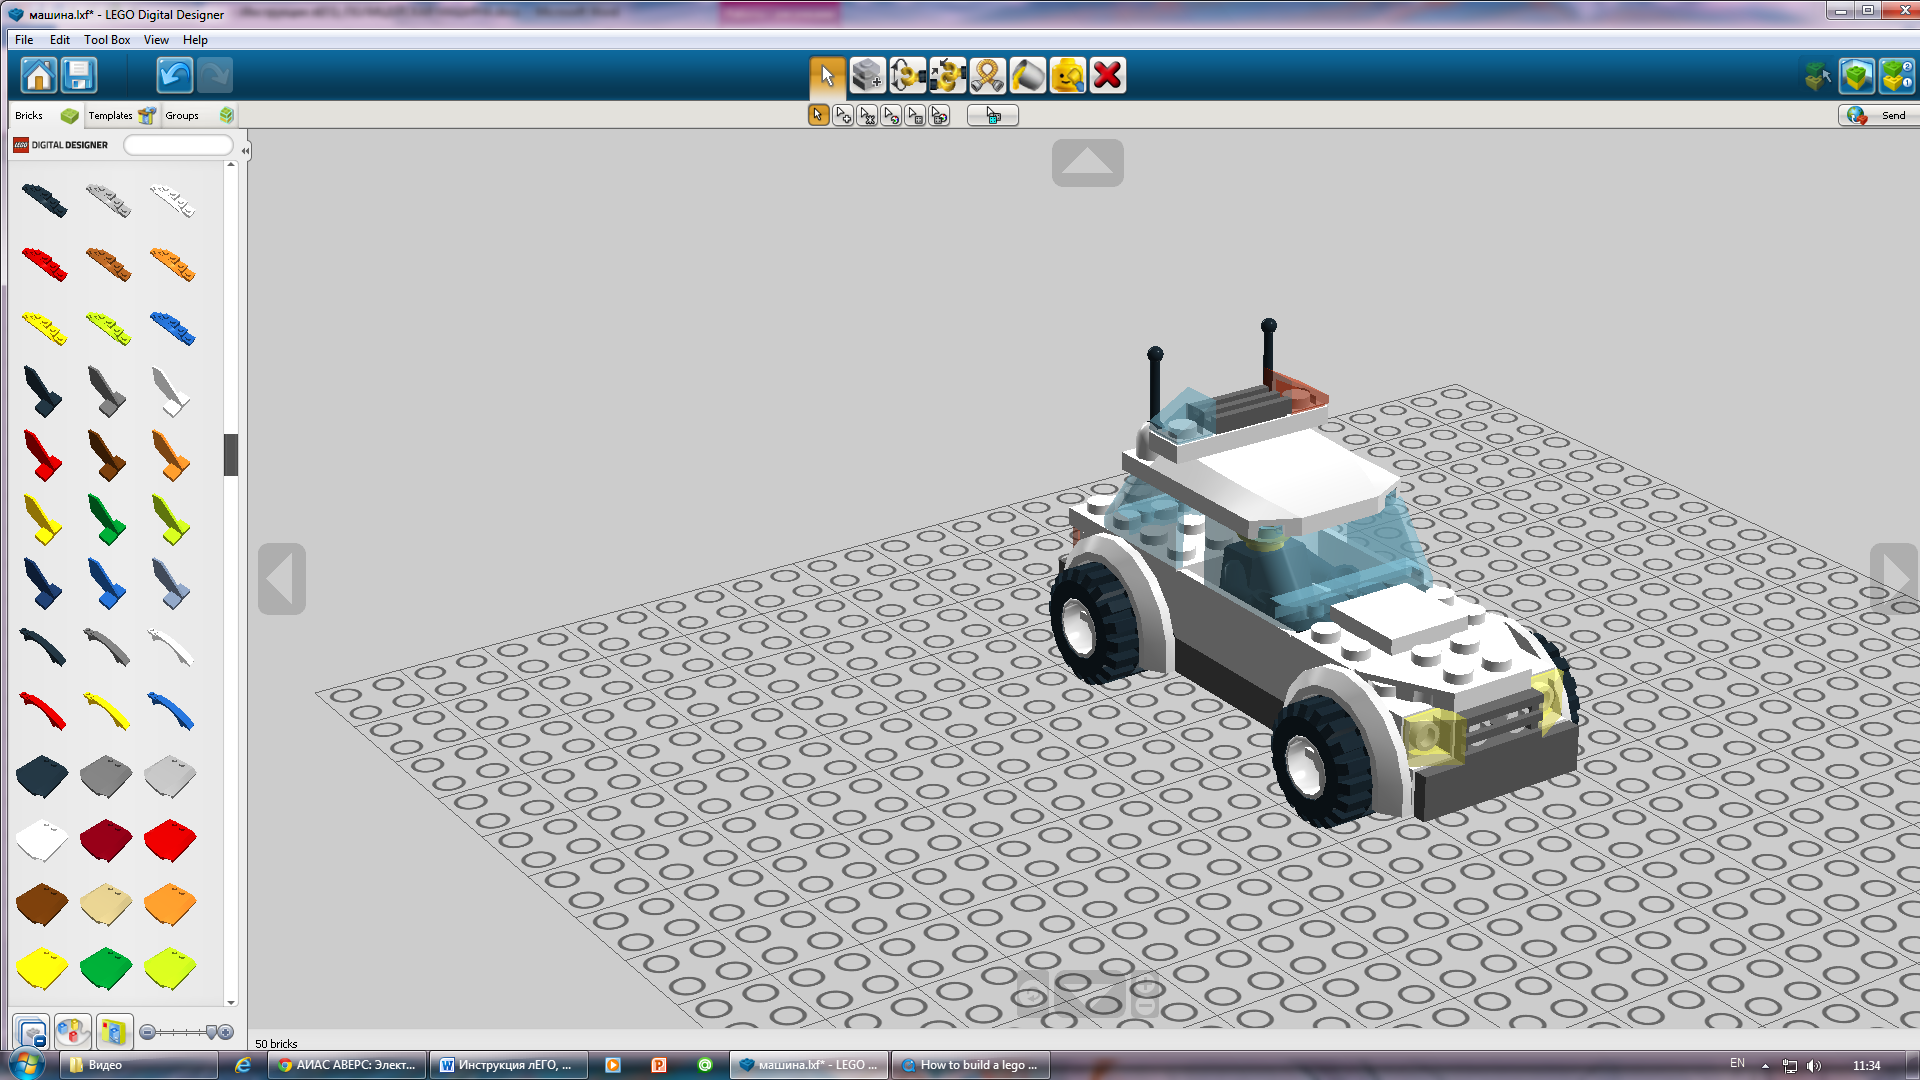 машина.lxf* - LEGO Digital Designer
File Edit Tool Box View Help
Bricks Templates Groups
Send
LEGO DIGITAL DESIGNER
50 bricks
Видео
АИАС АВЕРС: Элект...
Инструкция лЕГО, ...
машина.lxf* - LEGO ...
How to build a lego ...
EN
11:34